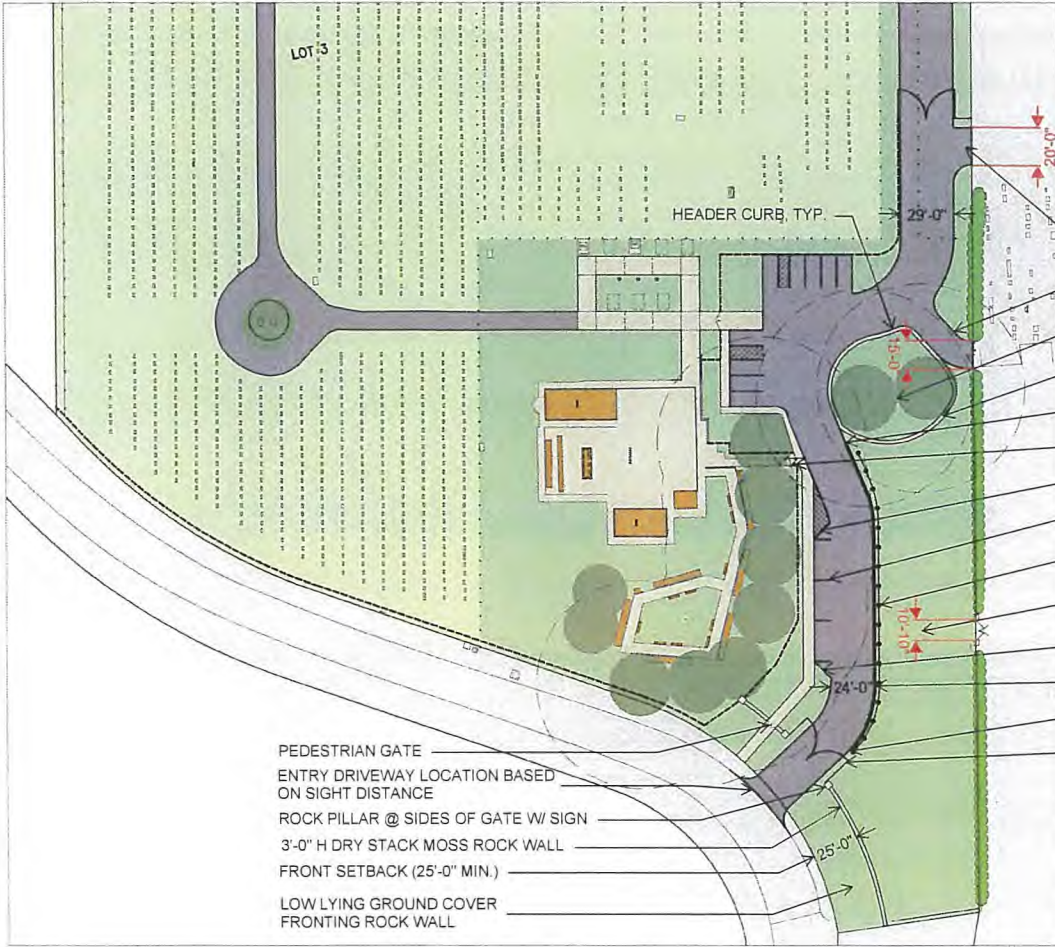 LOT 3
20'-0"
HEADER CURB, TYP.
29'-0"
15'-0"
10'-10"
24'-0"
PEDESTRIAN GATE
ENTRY DRIVEWAY LOCATION BASED
ON SIGHT DISTANCE
ROCK PILLAR @ SIDES OF GATE W/ SIGN
3'-0" H DRY STACK MOSS ROCK WALL
FRONT SETBACK (25'-0" MIN.)
25'-0"
LOW LYING GROUND COVER
FRONTING ROCK WALL